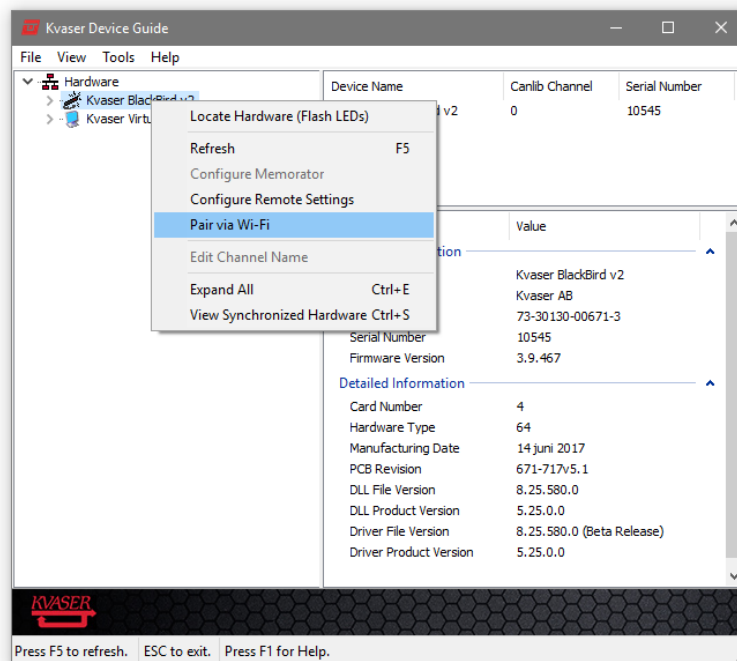 Kvaser Device Guide
File View Tools Help
Hardware
Kvaser BlackBird v2
Kvaser Virtu
Locate Hardware (Flash LEDs)
Refresh F5
Configure Memorator
Configure Remote Settings
Pair via Wi-Fi
Edit Channel Name
Expand All Ctrl+E
View Synchronized Hardware Ctrl+S
Device Name Canlib Channel Serial Number
v2 0 10545
Value
tion
Kvaser BlackBird v2
Kvaser AB
73-30130-00671-3
Serial Number 10545
Firmware Version 3.9.467
Detailed Information
Card Number 4
Hardware Type 64
Manufacturing Date 14 juni 2017
PCB Revision 671-717v5.1
DLL File Version 8.25.580.0
DLL Product Version 5.25.0.0
Driver File Version 8.25.580.0 (Beta Release)
Driver Product Version 5.25.0.0
KVASER
Press F5 to refresh. ESC to exit. Press F1 for Help.